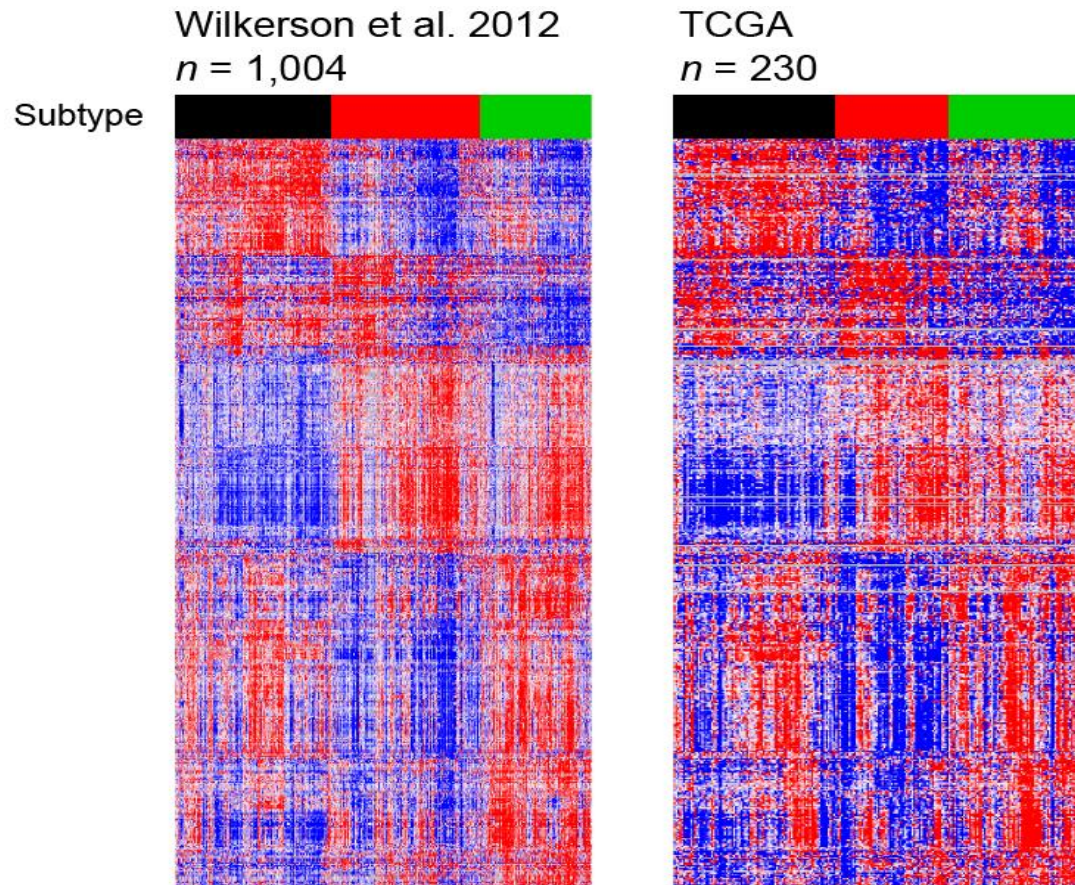 Wilkerson et al. 2012
n = 1,004
TCGA
n = 230
Subtype